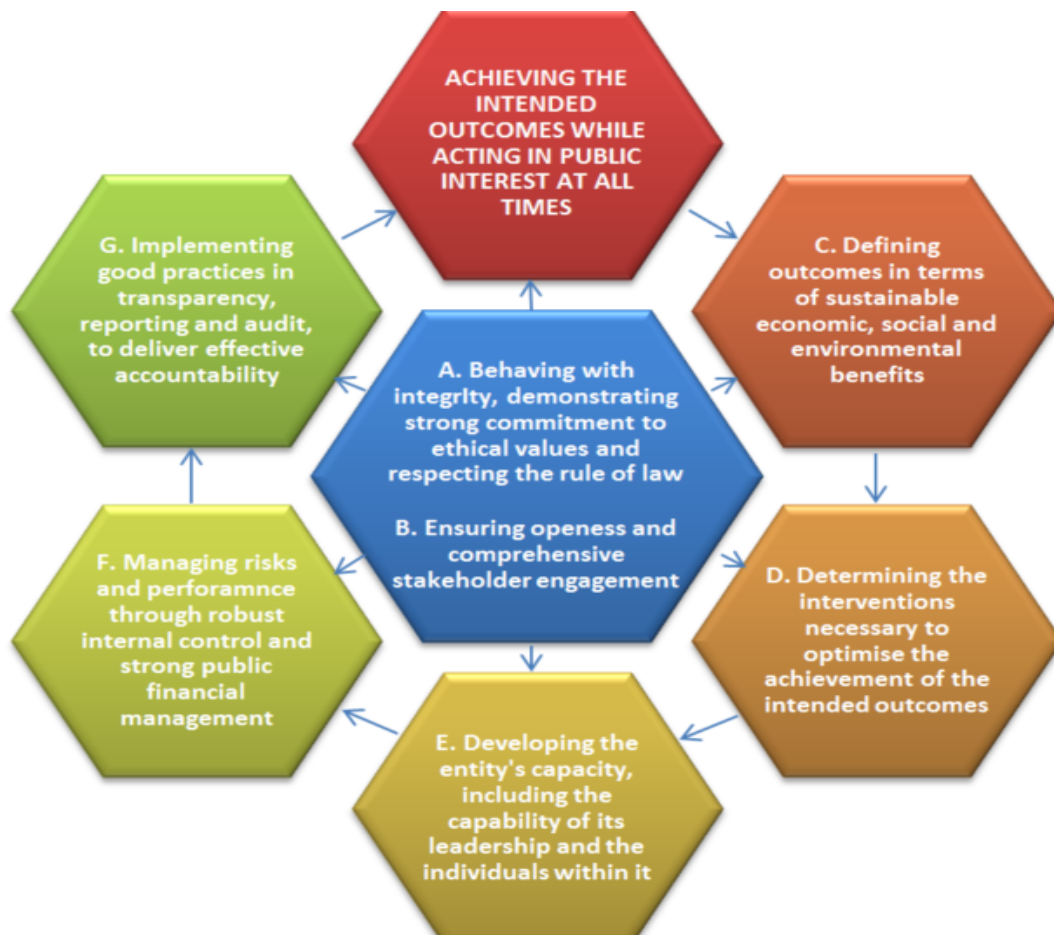 ACHIEVING THE
INTENDED
OUTCOMES WHILE
ACTING IN PUBLIC
INTEREST AT ALL
TIMES
G. Implementing
good practices in
transparency,
reporting and audit,
to deliver effective
accountability
C. Defining
outcomes in terms
of sustainable
economic, social and
environmental
benefits
A. Behaving with
integrIty, demonstrating
strong commitment to
ethical values and
respecting the rule of law
B. Ensuring openess and
comprehensive
stakeholder engagement
F. Managing risks
and perforamnce
through robust
internal control and
strong public
financial
management
D. Determining the
interventions
necessary to
optimise the
achievement of the
intended outcomes
E. Developing the
entity's capacity,
including the
capability of its
leadership and the
individuals within it